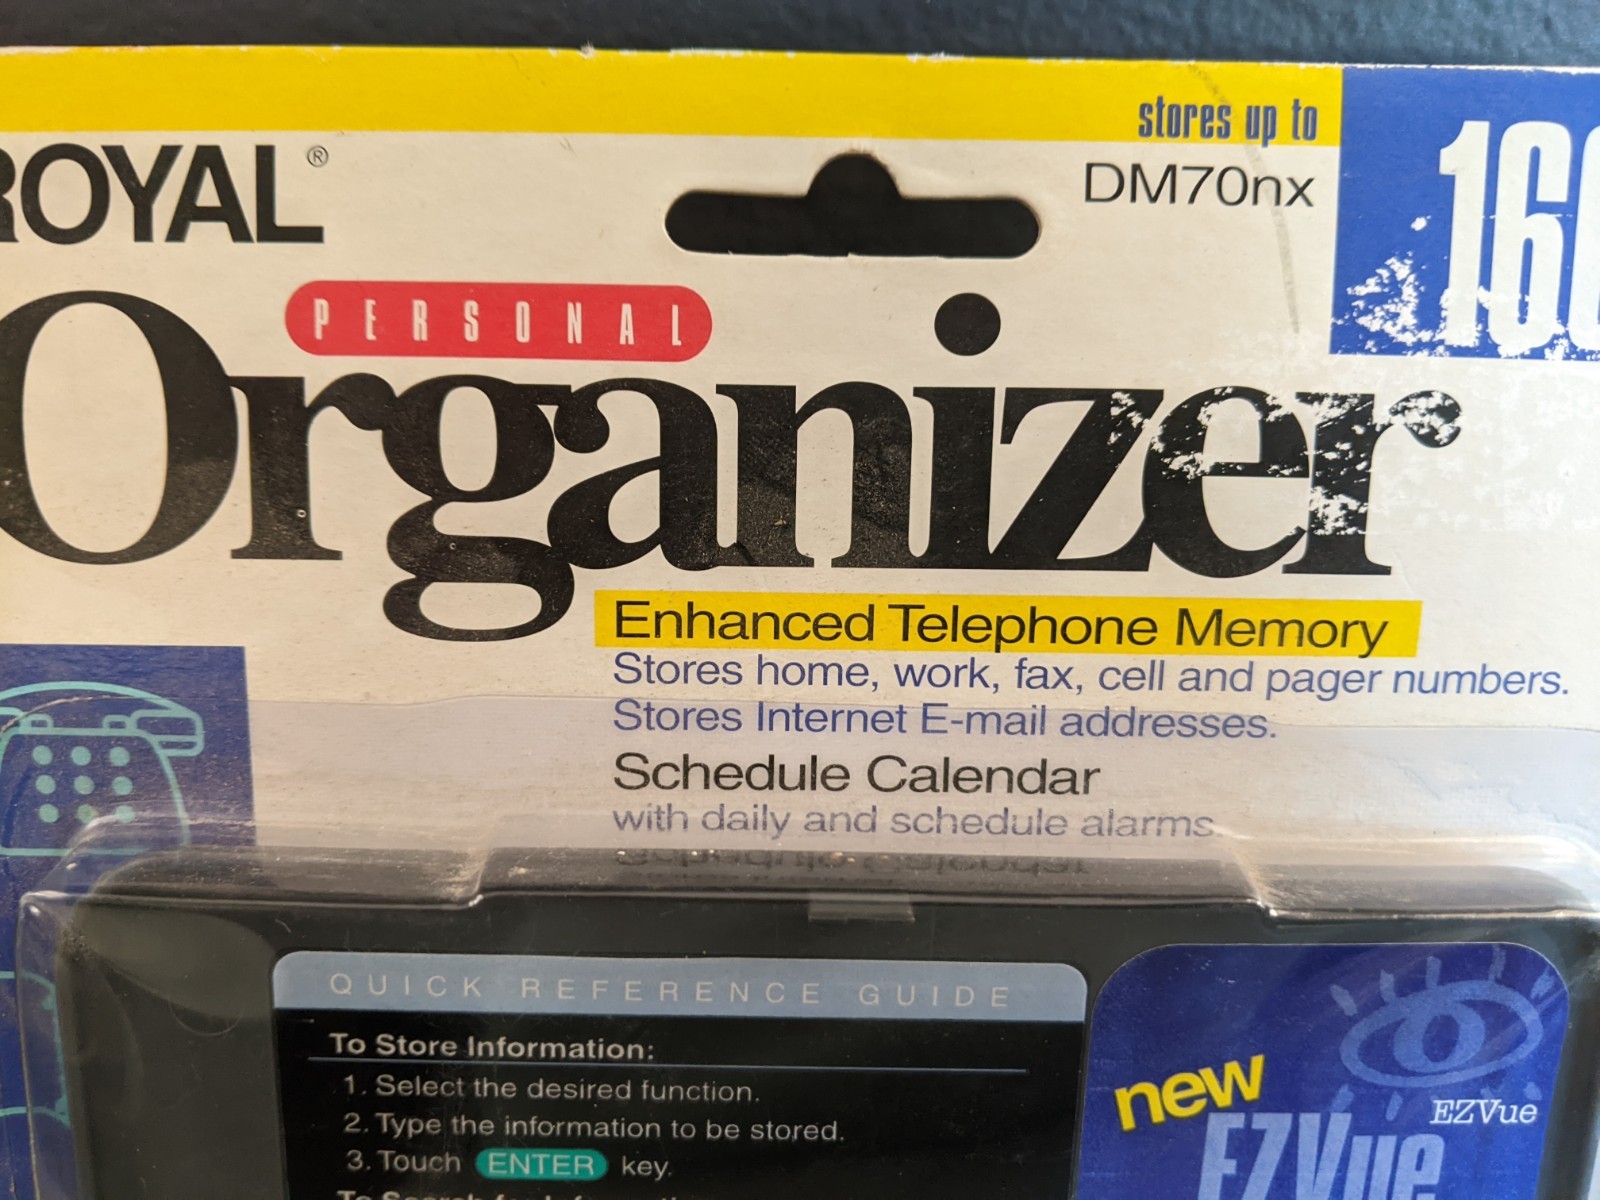 stores up to
ROYAL®
DM70nx
PERSONAL
Organizer
Enhanced Telephone Memory
Stores home, work, fax, cell and pager numbers.
Stores Internet E-mail addresses.
Schedule Calendar
with daily and schedule alarms.
QUICK REFERENCE GUIDE
To Store Information:
1. Select the desired function.
2. Type the information to be stored.
3. Touch ENTER key.
new
EZVue
EZVue